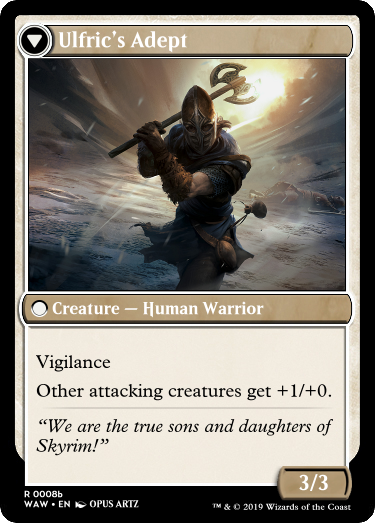 Ulfric's Adept
Creature — Human Warrior
Vigilance
Other attacking creatures get +1/+0.
“We are the true sons and daughters of
Skyrim!”
3/3
R 0008b
WAW • EN OPUS ARTZ
™ & © 2019 Wizards of the Coast